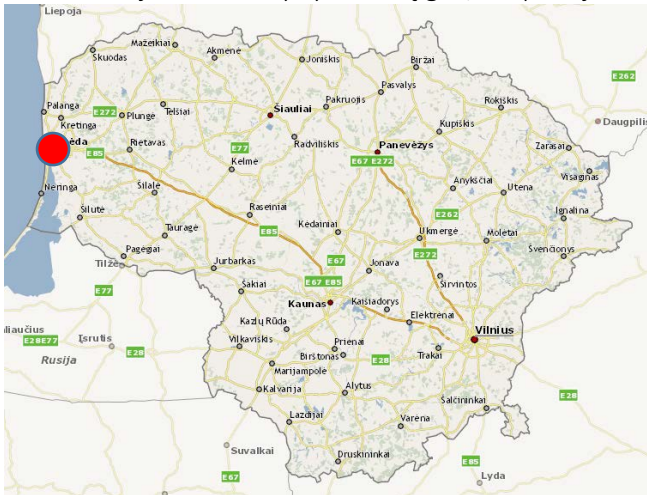 Liepoja
Skuodas
Mažeikiai
Akmenė
Joniškis
Biržai
E262
Palanga
E272
Plungė
Telšiai
Šiauliai
Pakruojis
Pasvalys
Rokiškis
Daugpilis
Kretinga
ėda
E85
Rietavas
E77
Radviliškis
Panevėžys
Kupiškis
Zarasai
Kelmė
E67 E272
Visaginas
Neringa
Šilalė
Anykščiai
Utena
Šilutė
Raseiniai
E262
Ignalina
Tauragė
E85
Kėdainiai
Ukmergė
Molėtai
Pagėgiai
E272
Švenčionys
Tilžė
Jurbarkas
E67
Jonava
E77
Šakiai
E67 E85
Širvintos
Kaunas
Kaišiadorys
Kazlų Rūda
Elektrėnai
Vilnius
E28E77
Įsrutis
E28
Vilkaviškis
Prienai
Trakai
Rusija
Birštonas
E28
Marijampolė
Kalvarija
Alytus
Šalčininkai
E28
Lazdijai
Varėna
Suvalkai
Druskininkai
E85
E67
Lyda